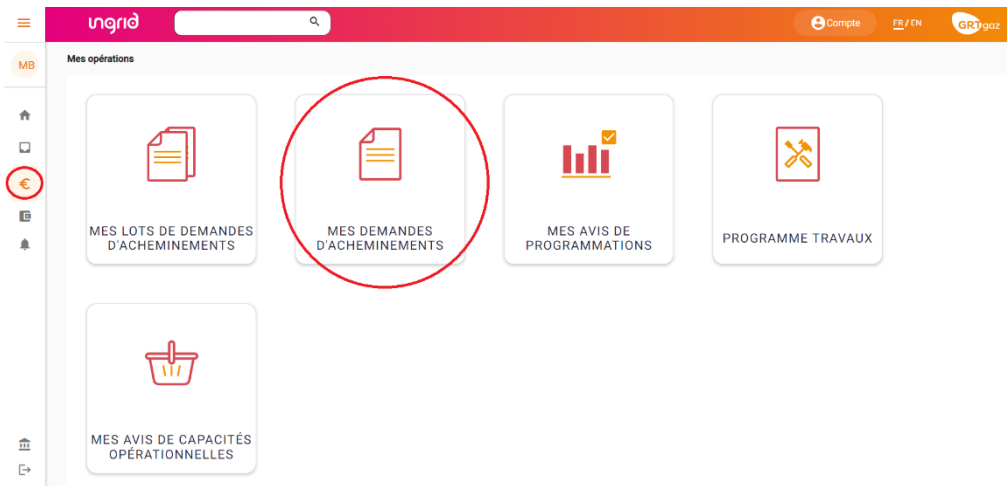 ingrid
Compte
FR / EN
GRTgaz
MB
Mes opérations
MES LOTS DE DEMANDES
D'ACHEMINEMENTS
MES DEMANDES
D'ACHEMINEMENTS
MES AVIS DE
PROGRAMMATIONS
PROGRAMME TRAVAUX
€
MES AVIS DE CAPACITÉS
OPÉRATIONNELLES